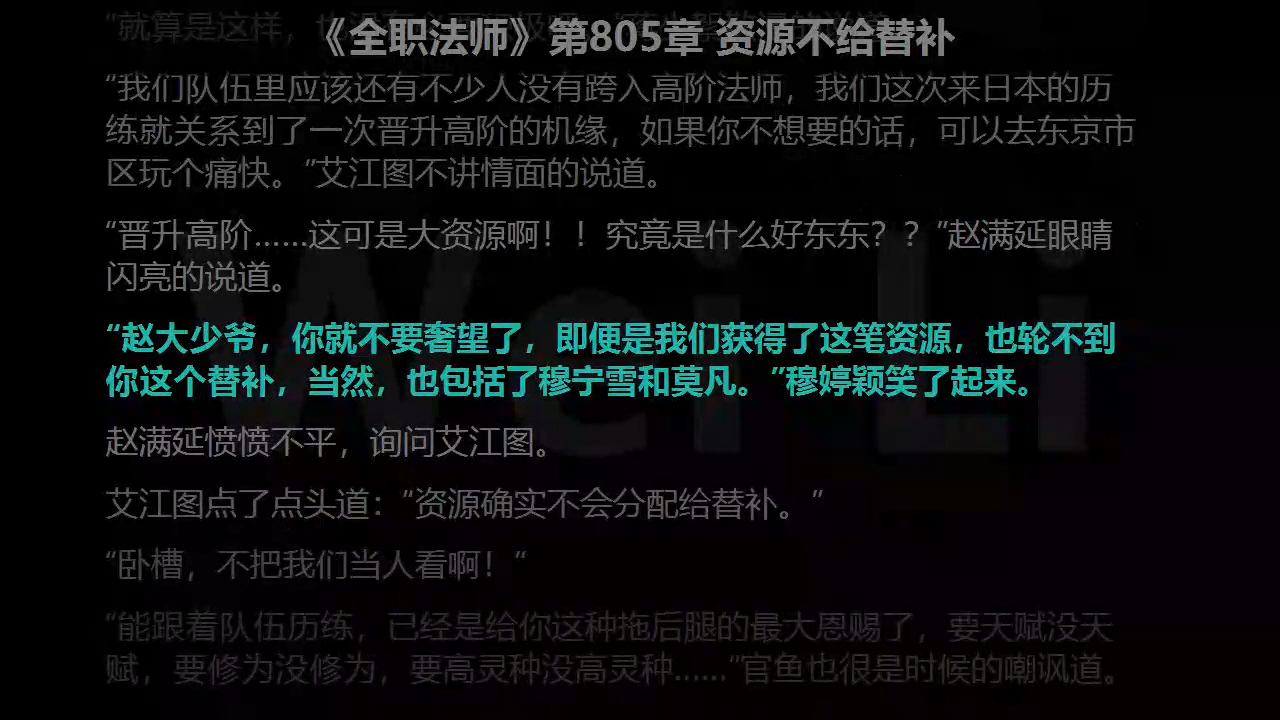 《全职法师》第805章 资源不给替补
“就算是这样，
“我们队伍里应该还有不少人没有跨入高阶法师，我们这次来日本的历
练就关系到了一次晋升高阶的机缘，如果你不想要的话，可以去东京市
区玩个痛快。”艾江图不讲情面的说道。
“晋升高阶……这可是大资源啊！！究竟是什么好东东？？“赵满延眼睛
闪亮的说道。
“赵大少爷，你就不要奢望了，即便是我们获得了这笔资源，也轮不到
你这个替补，当然，也包括了穆宁雪和莫凡。”穆婷颖笑了起来。
赵满延愤愤不平，询问艾江图。
艾江图点了点头道：“资源确实不会分配给替补。”
“卧槽，不把我们当人看啊！“
“能跟着队伍历练，已经是给你这种拖后腿的最大恩赐了，要天赋没天
赋，要修为没修为，要高灵种没高灵种……“官鱼也很是时候的嘲讽道。
Wei Li